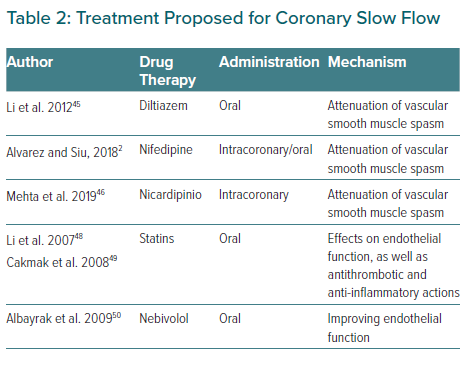 Table 2: Treatment Proposed for Coronary Slow Flow
Author Drug Therapy Administration Mechanism
Li et al. 2012⁴⁵ Diltiazem Oral Attenuation of vascular
smooth muscle spasm
Alvarez and Siu, 2018² Nifedipine Intracoronary/oral Attenuation of vascular
smooth muscle spasm
Mehta et al. 2019⁴⁶ Nicardipinio Intracoronary Attenuation of vascular
smooth muscle spasm
Li et al. 2007⁴⁸ Statins Oral Effects on endothelial
Cakmak et al. 2008⁴⁹ function, as well as
antithrombotic and
anti-inflammatory actions
Albayrak et al. 2009⁵⁰ Nebivolol Oral Improving endothelial
function